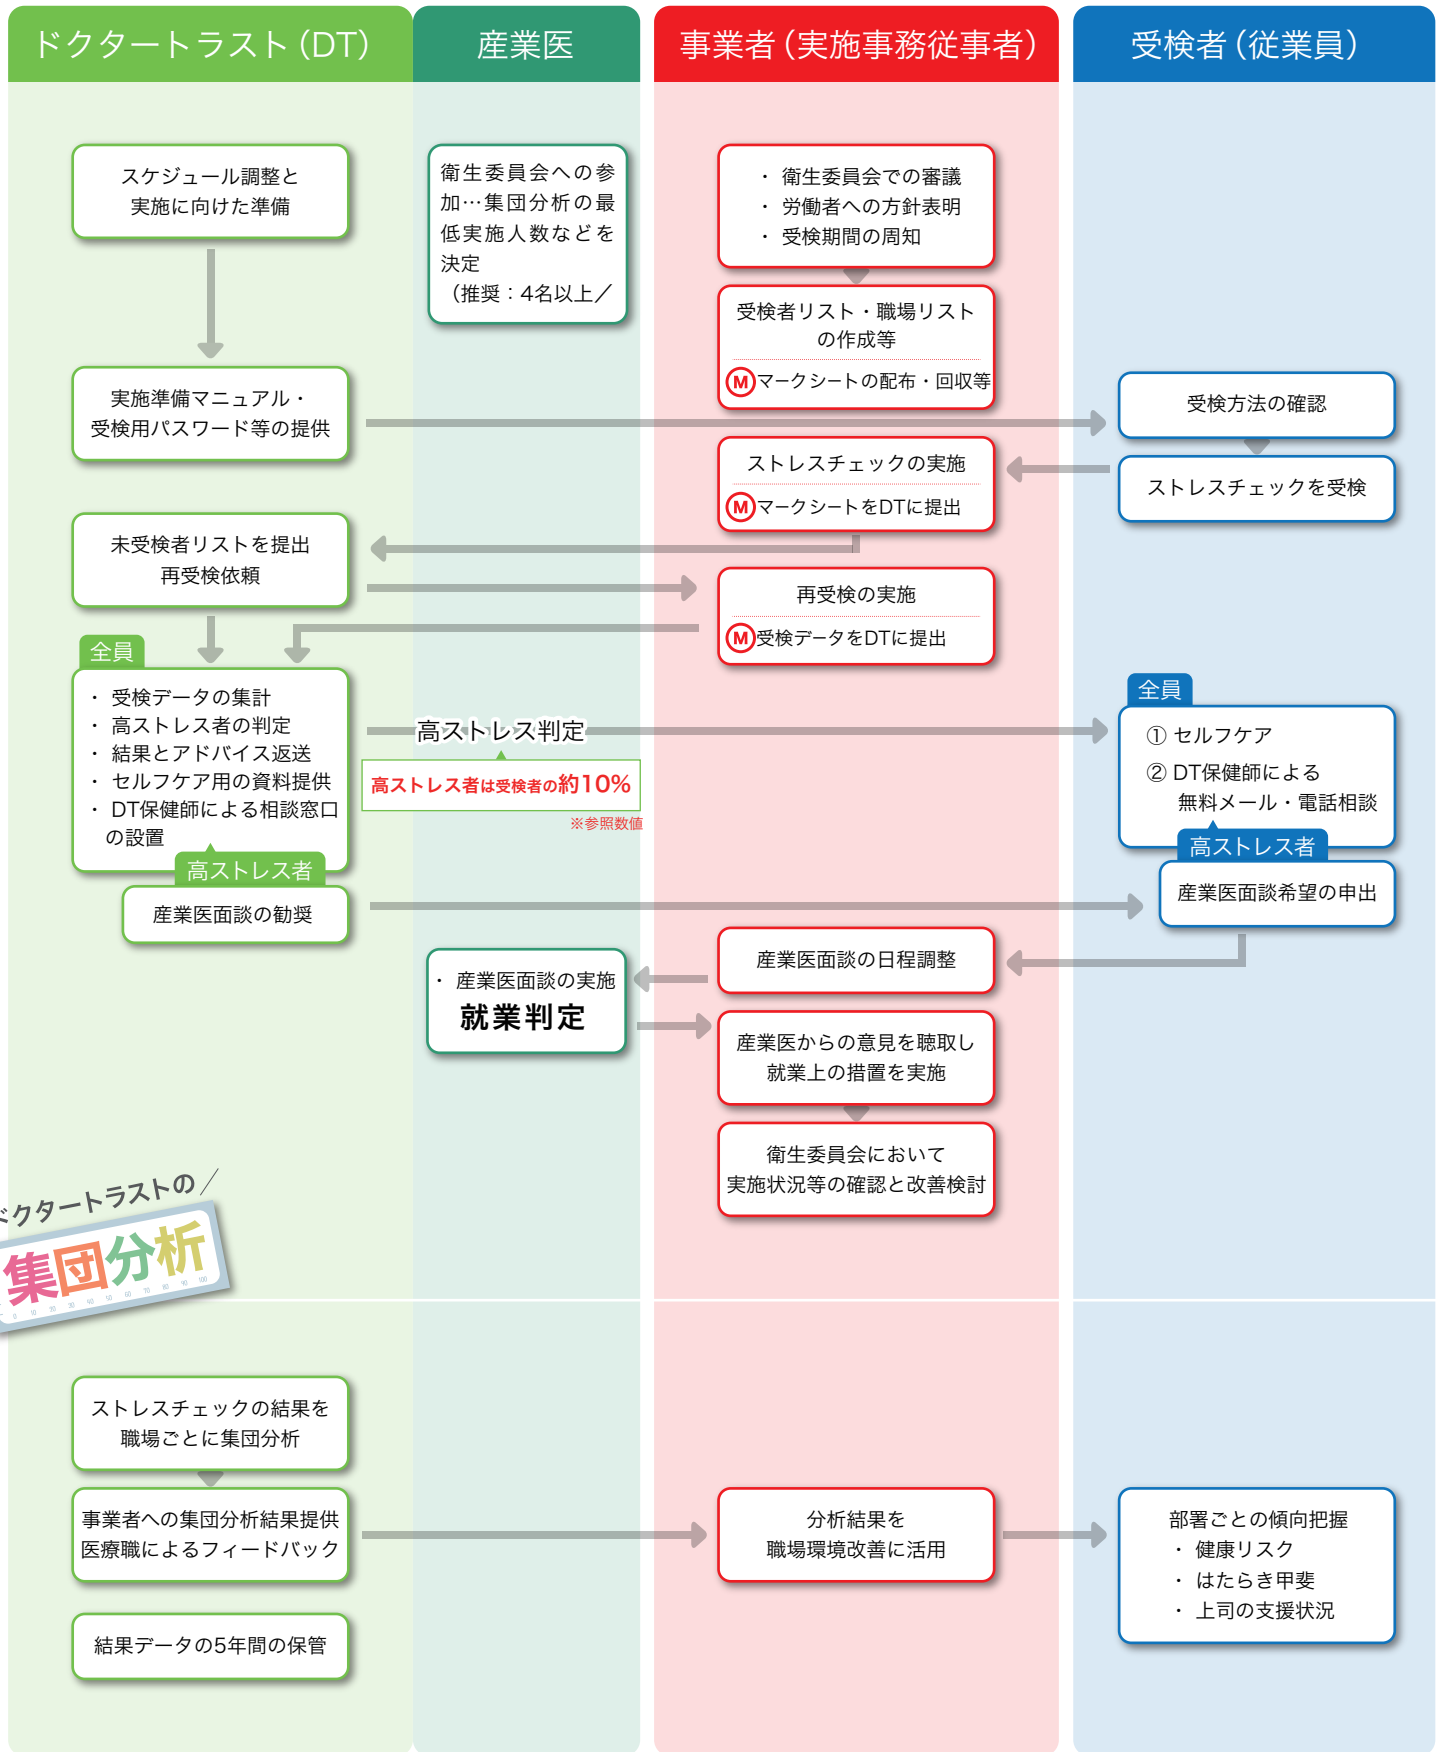 ドクタートラスト（DT）
産業医
事業者（実施事務従事者）
受検者（従業員）
スケジュール調整と
実施に向けた準備
衛生委員会への参
加…集団分析の最
低実施人数などを
決定
（推奨：4名以上／
・ 衛生委員会での審議
・ 労働者への方針表明
・ 受検期間の周知
受検者リスト・職場リスト
の作成等
Ⓜマークシートの配布・回収等
実施準備マニュアル・
受検用パスワード等の提供
受検方法の確認
ストレスチェックを受検
ストレスチェックの実施
ⓂマークシートをDTに提出
未受検者リストを提出
再受検依頼
再受検の実施
Ⓜ受検データをDTに提出
全員
・ 受検データの集計
・ 高ストレス者の判定
・ 結果とアドバイス返送
・ セルフケア用の資料提供
・ DT保健師による相談窓口
の設置
高ストレス判定
高ストレス者は受検者の約10%
※参照数値
全員
① セルフケア
② DT保健師による
無料メール・電話相談
高ストレス者
産業医面談の勧奨
高ストレス者
産業医面談希望の申出
産業医面談の日程調整
・ 産業医面談の実施
就業判定
産業医からの意見を聴取し
就業上の措置を実施
衛生委員会において
実施状況等の確認と改善検討
ドクタートラストの／
集団分析
0 10 20 30 40 50 60 70 80 90 100
ストレスチェックの結果を
職場ごとに集団分析
事業者への集団分析結果提供
医療職によるフィードバック
分析結果を
職場環境改善に活用
部署ごとの傾向把握
・ 健康リスク
・ はたらき甲斐
・ 上司の支援状況
結果データの5年間の保管